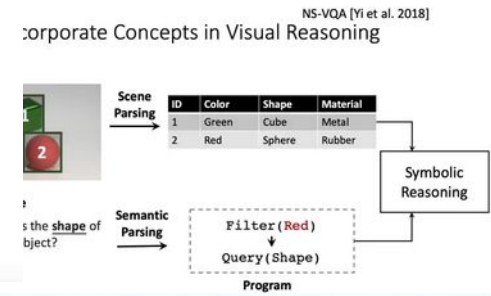 NS-VQA [Yi et al. 2018]
corporate Concepts in Visual Reasoning
Scene
Parsing
ID Color Shape Material
1 Green Cube Metal
2 Red Sphere Rubber
1
2
Symbolic
Reasoning
s the shape of
bject?
Semantic
Parsing
Filter(Red)
Query(Shape)
Program